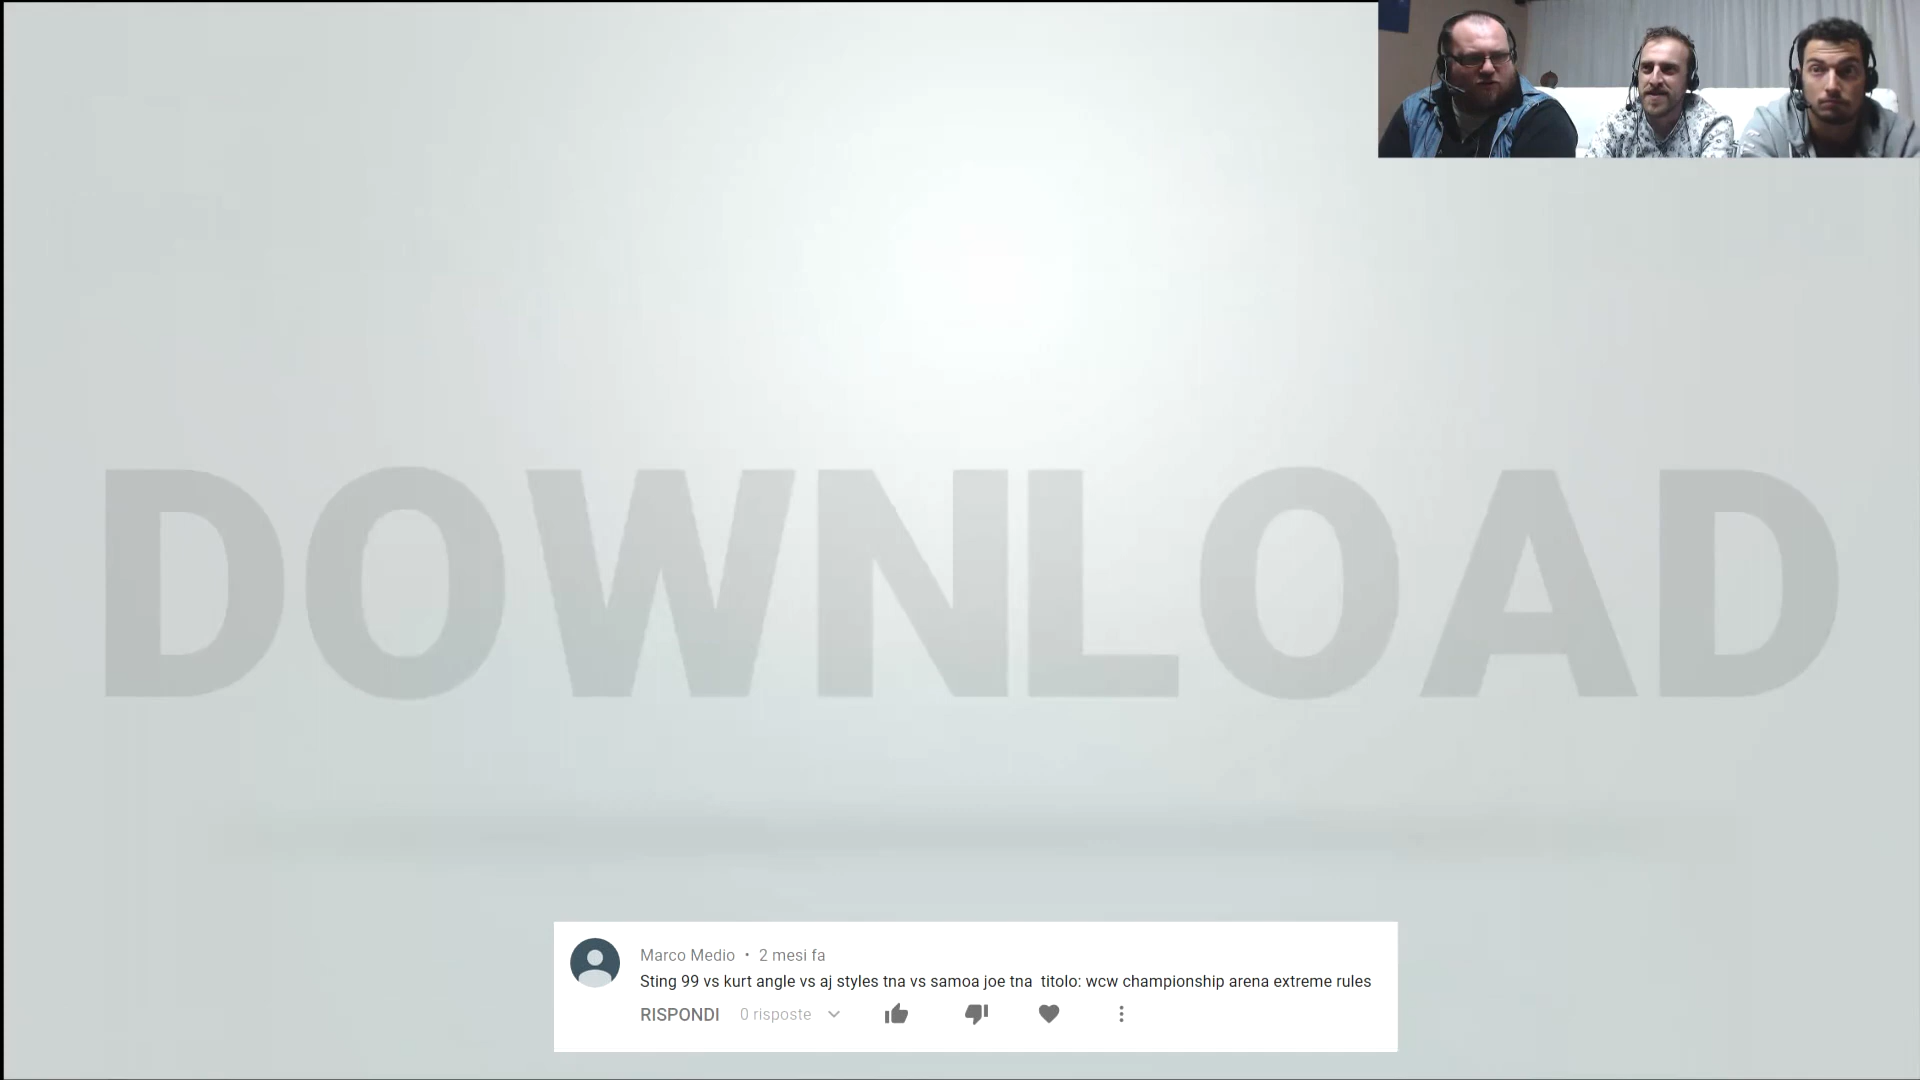 DOWNLOAD
Marco Medio • 2 mesi fa
Sting 99 vs kurt angle vs aj styles tna vs samoa joe tna  titolo: wcw championship arena extreme rules
RISPONDI 0 risposte